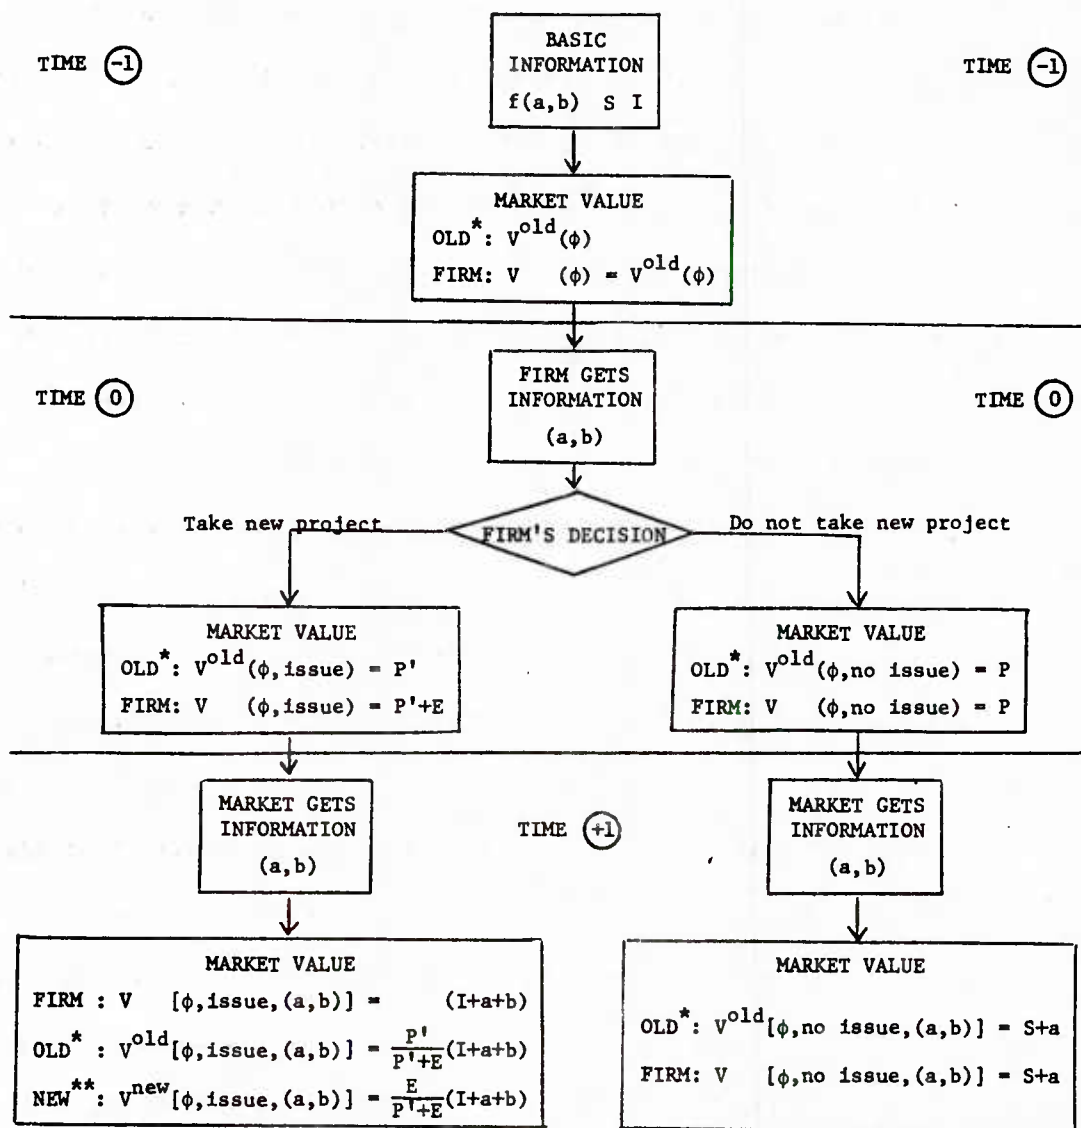 TIME (-1)
BASIC
INFORMATION
f(a,b) S I
TIME (-1)
MARKET VALUE
OLD*: V^old(φ)
FIRM: V (φ) = V^old(φ)
TIME (0)
FIRM GETS
INFORMATION
(a,b)
TIME (0)
Take new project
FIRM'S DECISION
Do not take new project
MARKET VALUE
OLD*: V^old(φ,issue) = P'
FIRM: V (φ,issue) = P'+E
MARKET VALUE
OLD*: V^old(φ,no issue) = P
FIRM: V (φ,no issue) = P
MARKET GETS
INFORMATION
(a,b)
TIME (+1)
MARKET GETS
INFORMATION
(a,b)
MARKET VALUE
FIRM : V [φ,issue,(a,b)] = (I+a+b)
OLD* : V^old[φ,issue,(a,b)] = P'/(P'+E) (I+a+b)
NEW**: V^new[φ,issue,(a,b)] = E/(P'+E) (I+a+b)
MARKET VALUE
OLD*: V^old[φ,no issue,(a,b)] = S+a
FIRM: V [φ,no issue,(a,b)] = S+a